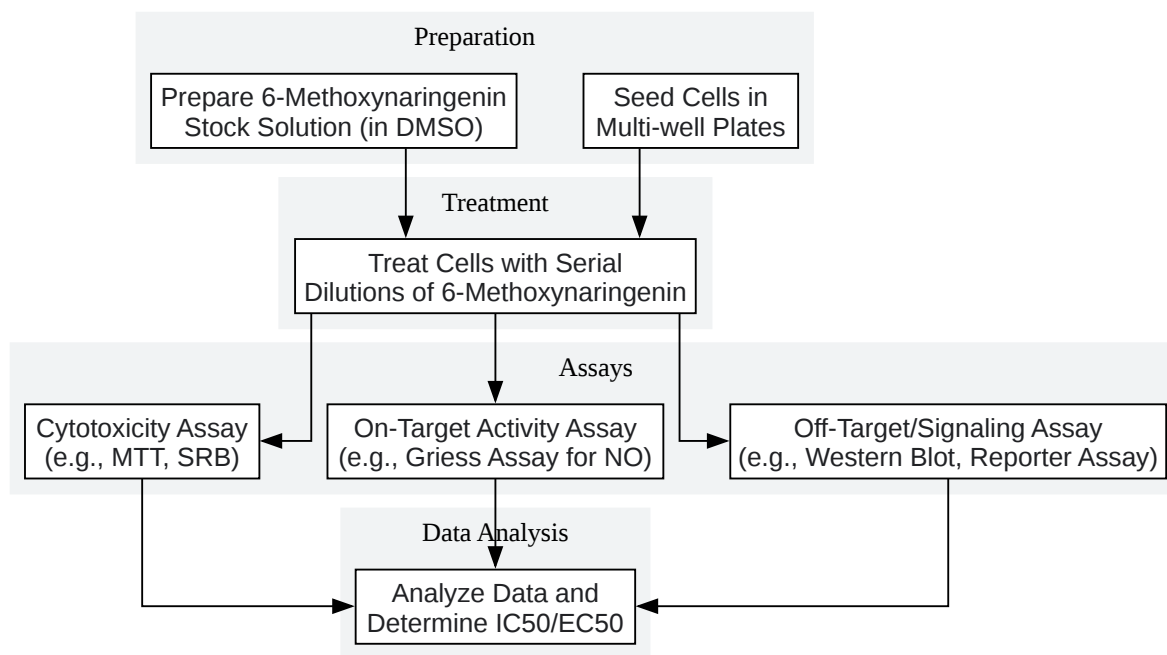 Preparation
Prepare 6-Methoxynaringenin
Stock Solution (in DMSO)
Seed Cells in
Multi-well Plates
Treatment
Treat Cells with Serial
Dilutions of 6-Methoxynaringenin
Assays
Cytotoxicity Assay
(e.g., MTT, SRB)
On-Target Activity Assay
(e.g., Griess Assay for NO)
Off-Target/Signaling Assay
(e.g., Western Blot, Reporter Assay)
Data Analysis
Analyze Data and
Determine IC50/EC50